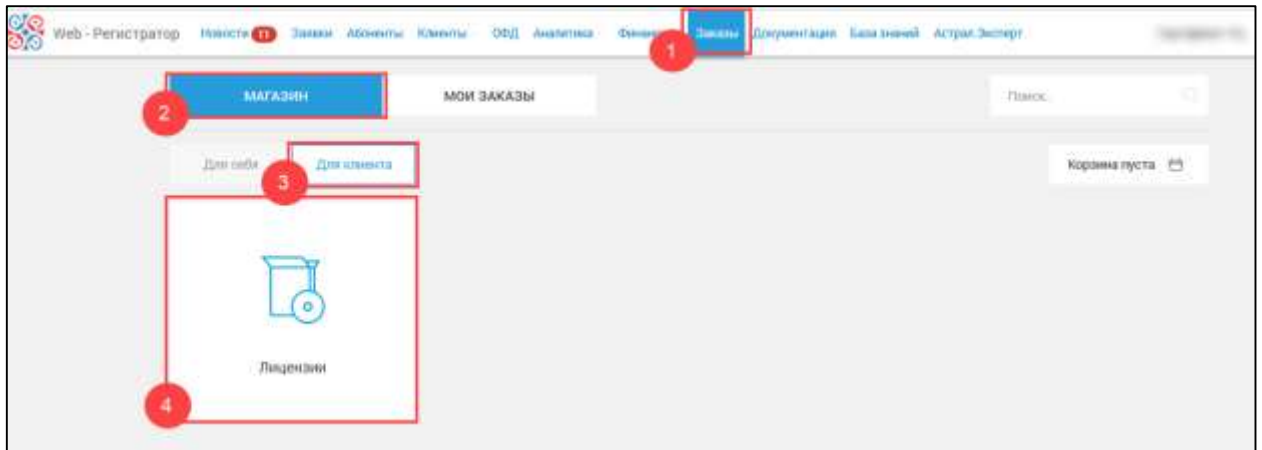 Web - Регистратор Новости 11 Заявки Абоненты Клиенты ОФД Аналитика 1 Заказы Документация База знаний Астрал.Эксперт
2 МАГАЗИН МОИ ЗАКАЗЫ Поиск...
Для себя 3 Для клиента Корзина пуста
Лицензии
4